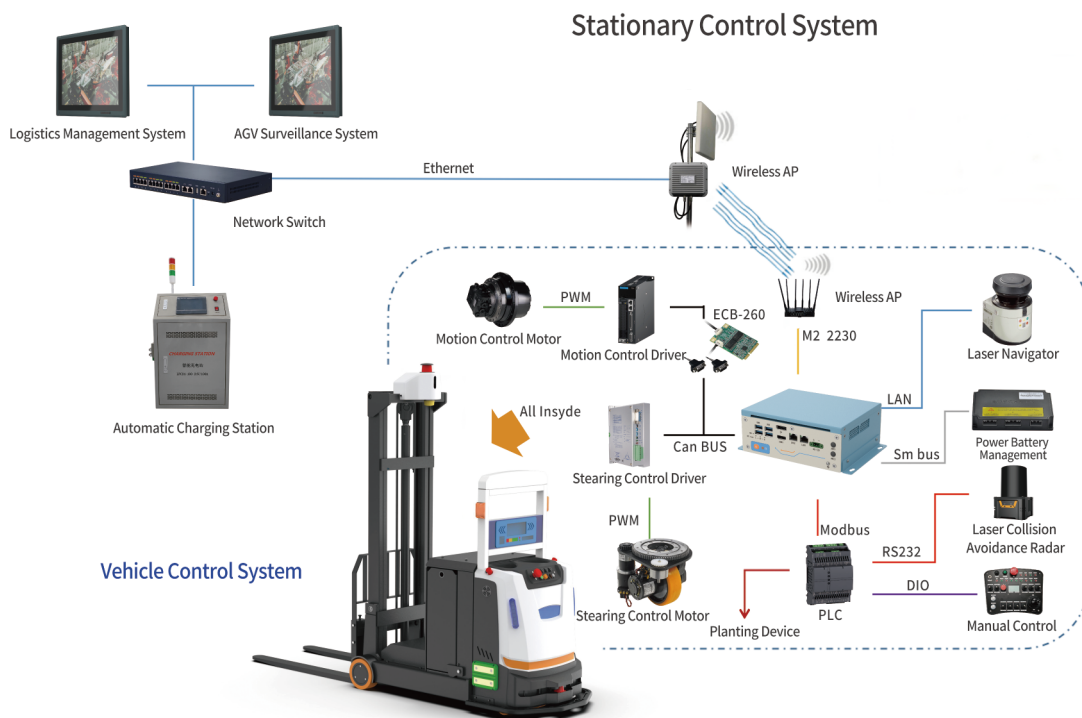 Stationary Control System
Logistics Management System
AGV Surveillance System
Ethernet
Wireless AP
Network Switch
Wireless AP
PWM
ECB-260
Motion Control Motor
Motion Control Driver
M2 2230
Laser Navigator
CHARGING STATION
LAN
All Insyde
Automatic Charging Station
Can BUS
Sm bus
Power Battery
Management
Stearing Control Driver
PWM
Modbus
Laser Collision
Avoidance Radar
RS232
Vehicle Control System
DIO
Stearing Control Motor
PLC
Planting Device
Manual Control